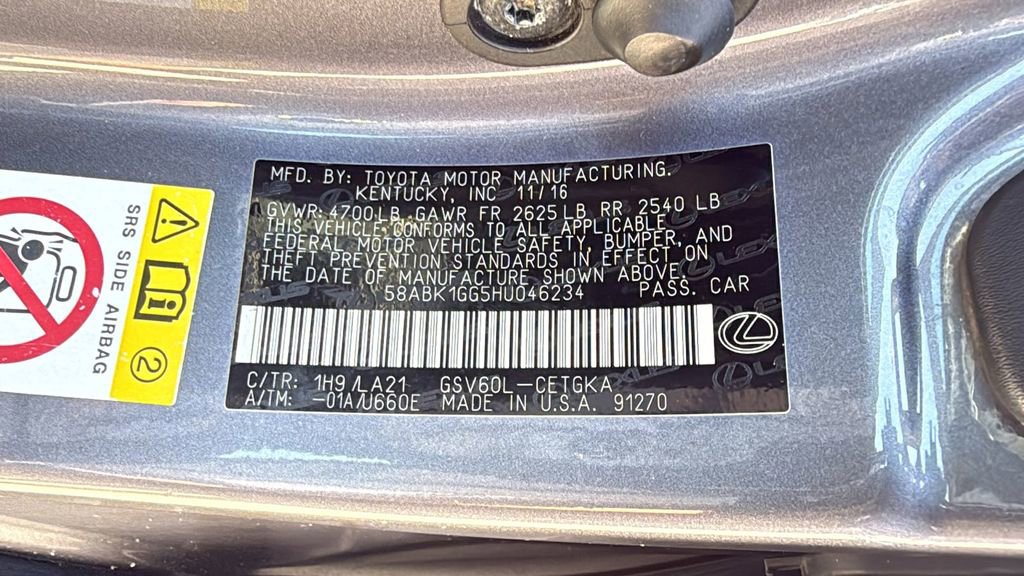 MFD. BY: TOYOTA MOTOR MANUFACTURING.
KENTUCKY, INC 11/16
GVWR: 4700 LB, GAWR FR 2625 LB, RR 2540 LB
THIS VEHICLE CONFORMS TO ALL APPLICABLE
FEDERAL MOTOR VEHICLE SAFETY, BUMPER, AND
THEFT PREVENTION STANDARDS IN EFFECT ON
THE DATE OF MANUFACTURE SHOWN ABOVE.
58ABK1GG5HU046234 PASS. CAR
C/TR: 1H9/LA21 GSV60L-CETGKA
A/TM: -01A/U660E MADE IN U.S.A. 91270
SRS SIDE AIRBAG
2